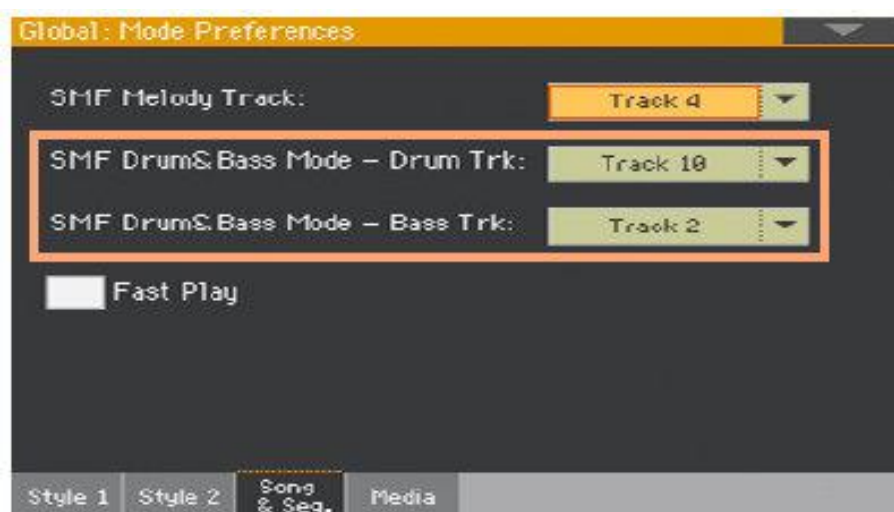 Global: Mode Preferences
SMF Melody Track: Track 4
SMF Drum&Bass Mode – Drum Trk: Track 10
SMF Drum&Bass Mode – Bass Trk: Track 2
Fast Play
Style 1 Style 2 Song & Seq. Media